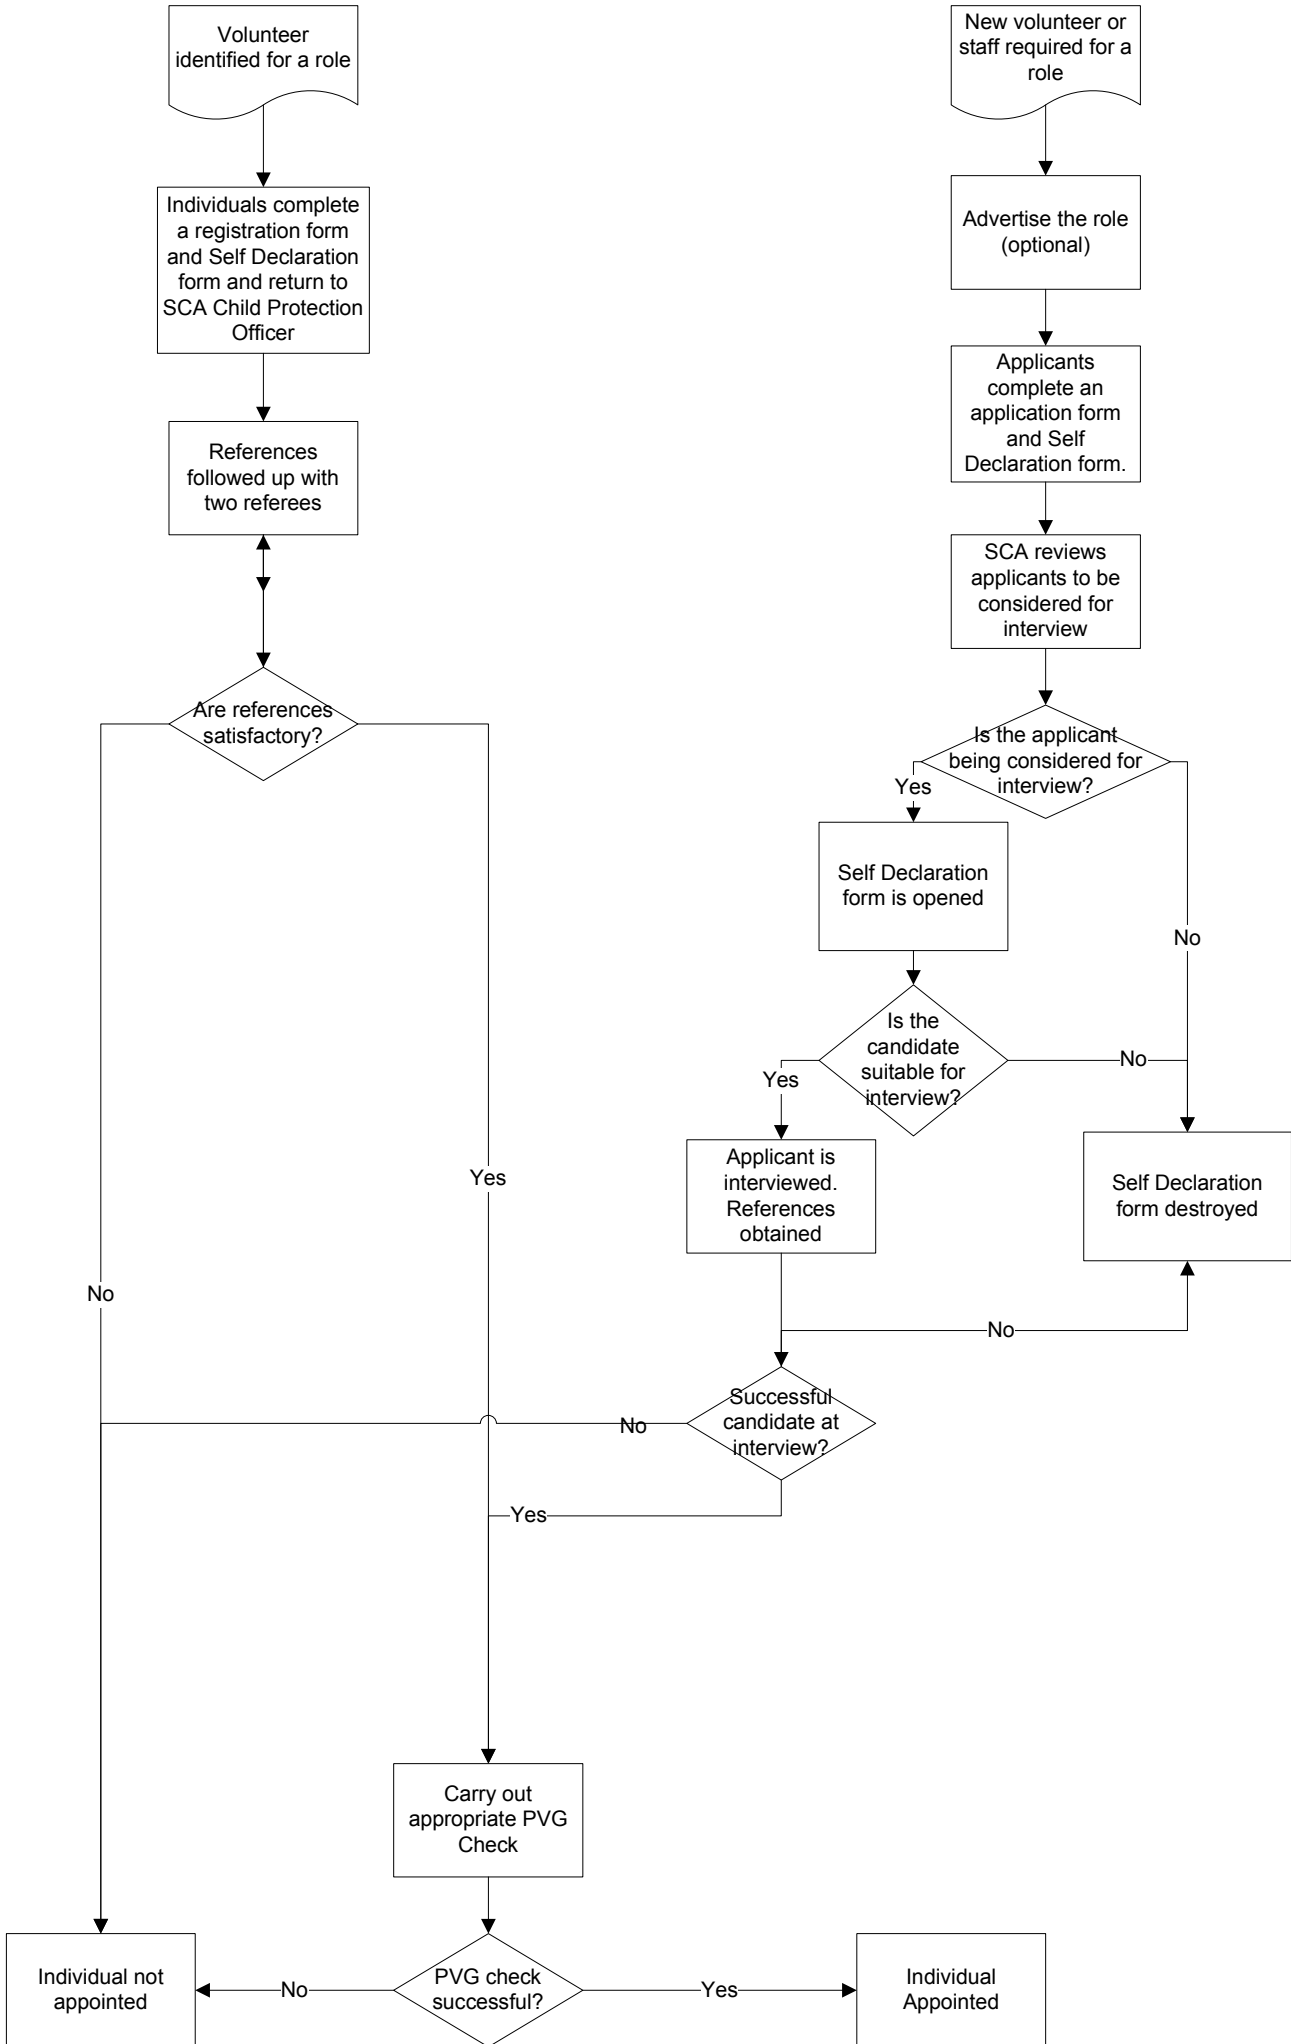 Volunteer
identified for a role
New volunteer or
staff required for a
role
Individuals complete
a registration form
and Self Declaration
form and return to
SCA Child Protection
Officer
Advertise the role
(optional)
Applicants
complete an
application form
and Self
Declaration form.
References
followed up with
two referees
SCA reviews
applicants to be
considered for
interview
Are references
satisfactory?
Is the applicant
being considered for
interview?
Yes
Self Declaration
form is opened
No
Is the
candidate
suitable for
interview?
No
Yes
Applicant is
interviewed.
References
obtained
Self Declaration
form destroyed
Yes
No
No
Successful
candidate at
interview?
No
Yes
Carry out
appropriate PVG
Check
Individual not
appointed
No
PVG check
successful?
Yes
Individual
Appointed